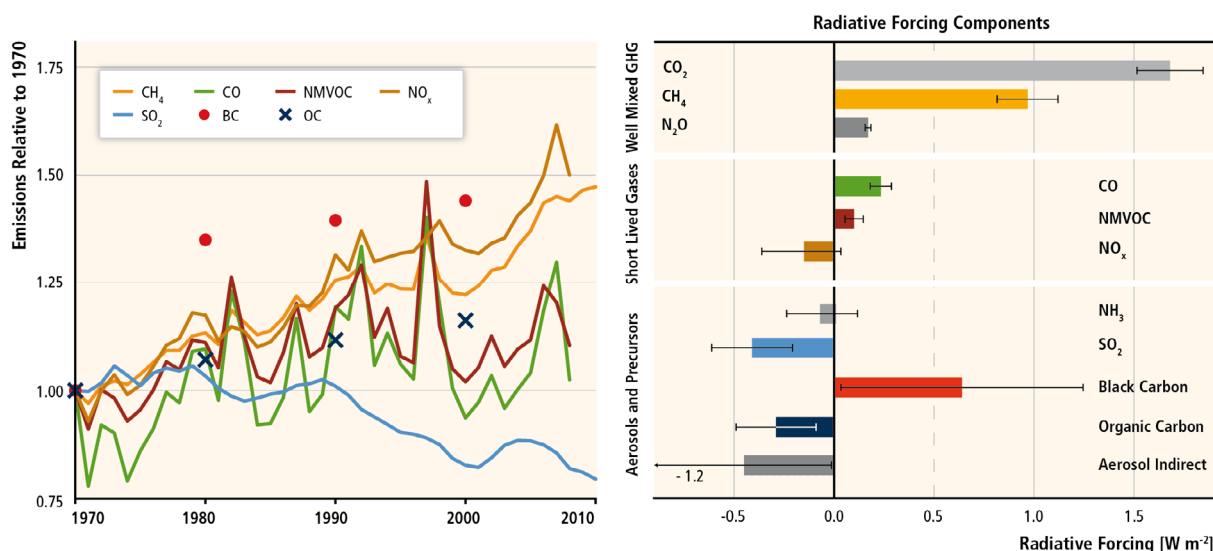 Emissions Relative to 1970
1.75
1.50
1.25
1.00
0.75
CH4 CO NMVOC NOx
SO2 BC OC
1970 1980 1990 2000 2010
Radiative Forcing Components
Well Mixed GHG
CO2
CH4
N2O
Short Lived Gases
CO
NMVOC
NOx
Aerosols and Precursors
NH3
SO2
Black Carbon
Organic Carbon
Aerosol Indirect
- 1.2
-0.5 0.0 0.5 1.0 1.5
Radiative Forcing [W m-2]